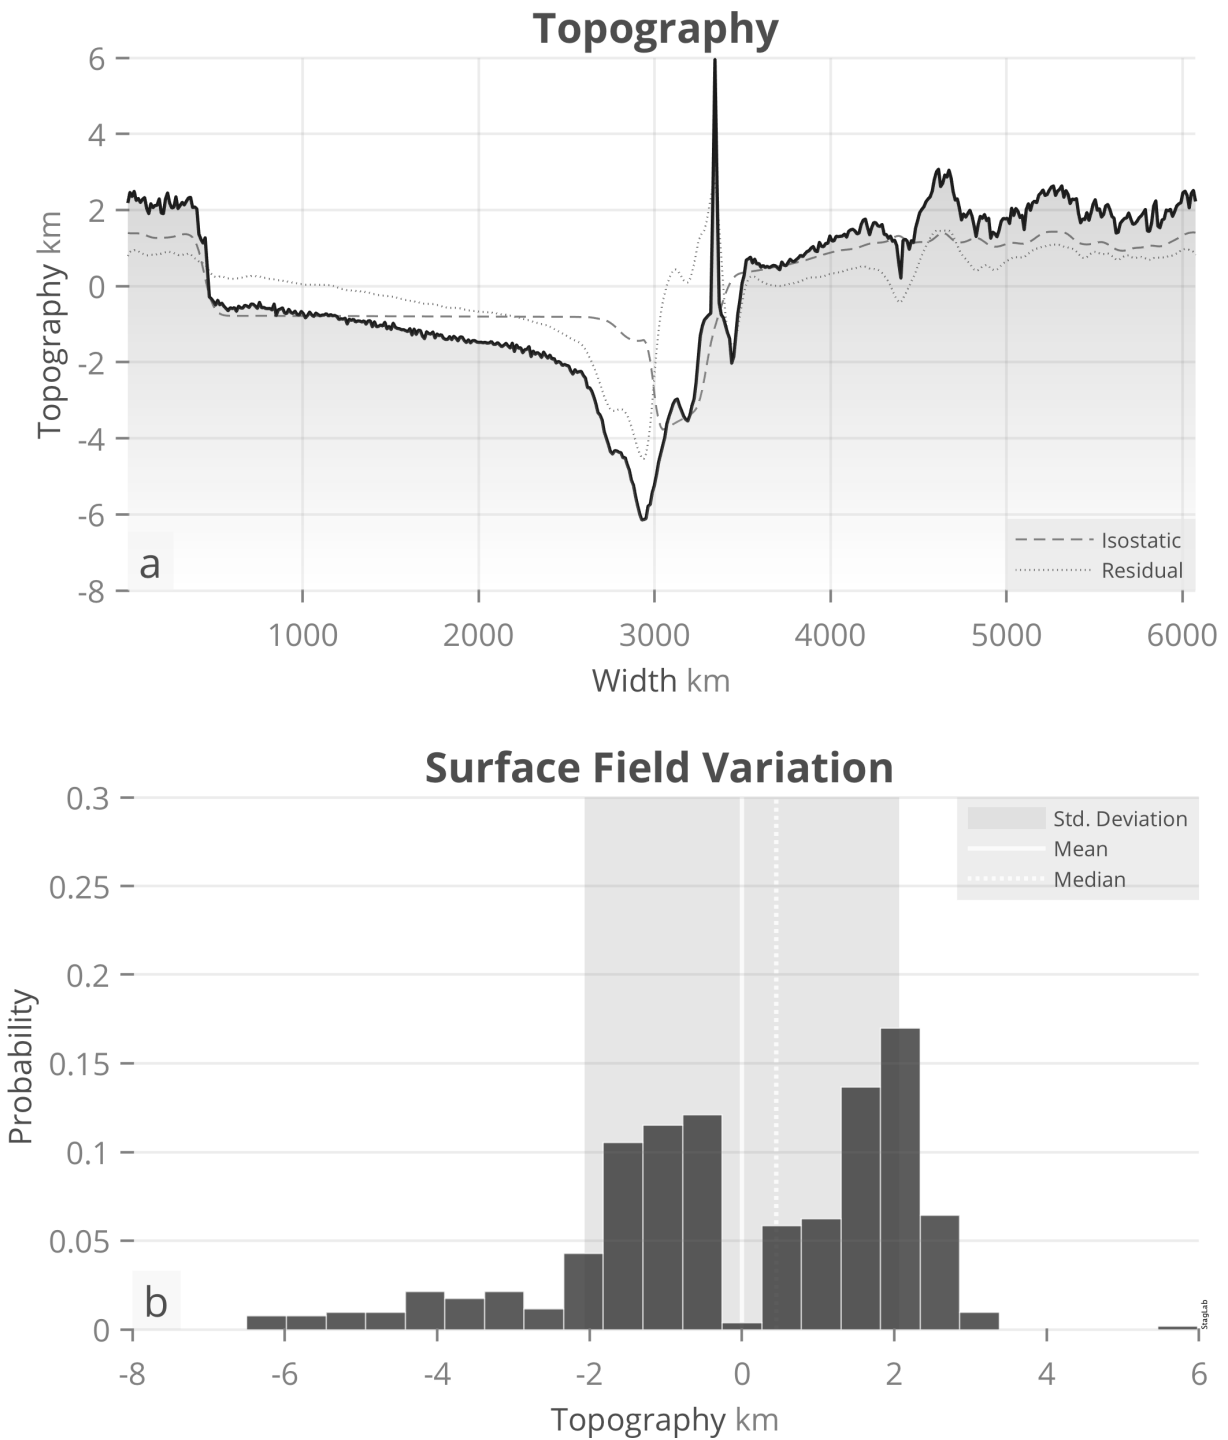 Topography
6
4
2
0
-2
-4
-6
-8
Topography km
a
Isostatic
Residual
1000 2000 3000 4000 5000 6000
Width km
Surface Field Variation
0.3
0.25
0.2
0.15
0.1
0.05
0
Probability
Std. Deviation
Mean
Median
b
StagLab
-8 -6 -4 -2 0 2 4 6
Topography km